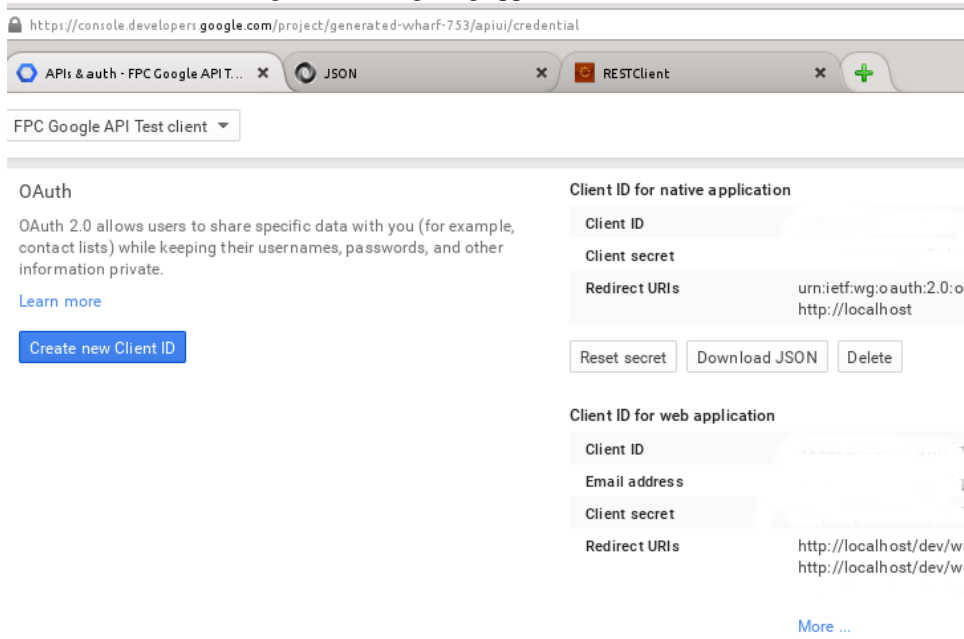 https://console.developers.google.com/project/generated-wharf-753/apiui/credential
APIs & auth - FPC Google API T... JSON RESTClient
FPC Google API Test client
OAuth
OAuth 2.0 allows users to share specific data with you (for example,
contact lists) while keeping their usernames, passwords, and other
information private.
Learn more
Create new Client ID
Client ID for native application
Client ID
Client secret
Redirect URIs urn:ietf:wg:oauth:2.0:o
http://localhost
Reset secret Download JSON Delete
Client ID for web application
Client ID
Email address
Client secret
Redirect URIs http://localhost/dev/w
http://localhost/dev/w
More ...